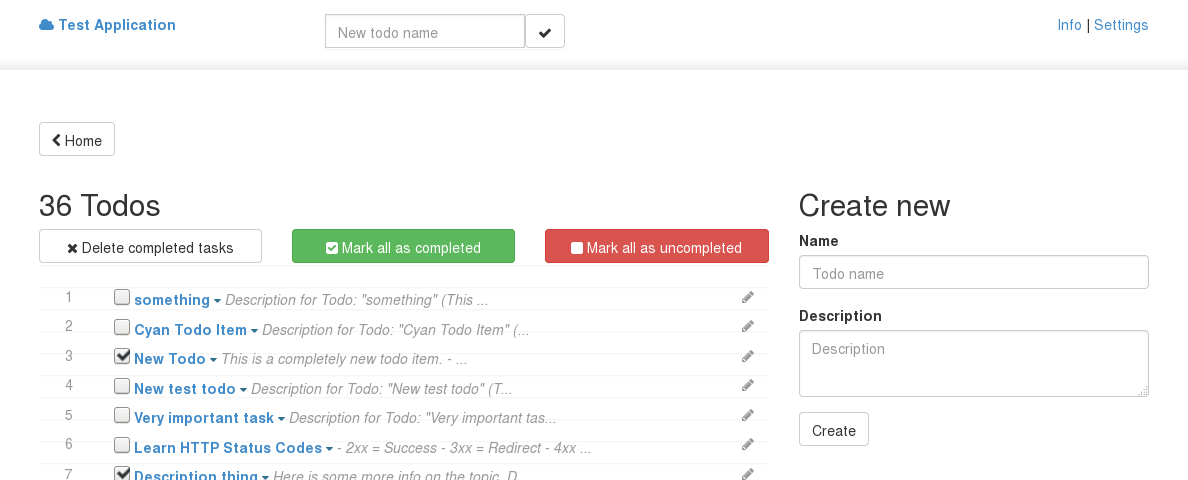 Test Application
New todo name
Info | Settings
Home
36 Todos
Delete completed tasks
Mark all as completed
Mark all as uncompleted
1 something Description for Todo: "something" (This ...
2 Cyan Todo Item Description for Todo: "Cyan Todo Item" (...
3 New Todo This is a completely new todo item. - ...
4 New test todo Description for Todo: "New test todo" (T...
5 Very important task Description for Todo: "Very important tas...
6 Learn HTTP Status Codes - 2xx = Success - 3xx = Redirect - 4xx ...
7 Description thing Here is some more info on the topic. D...
Create new
Name
Todo name
Description
Description
Create